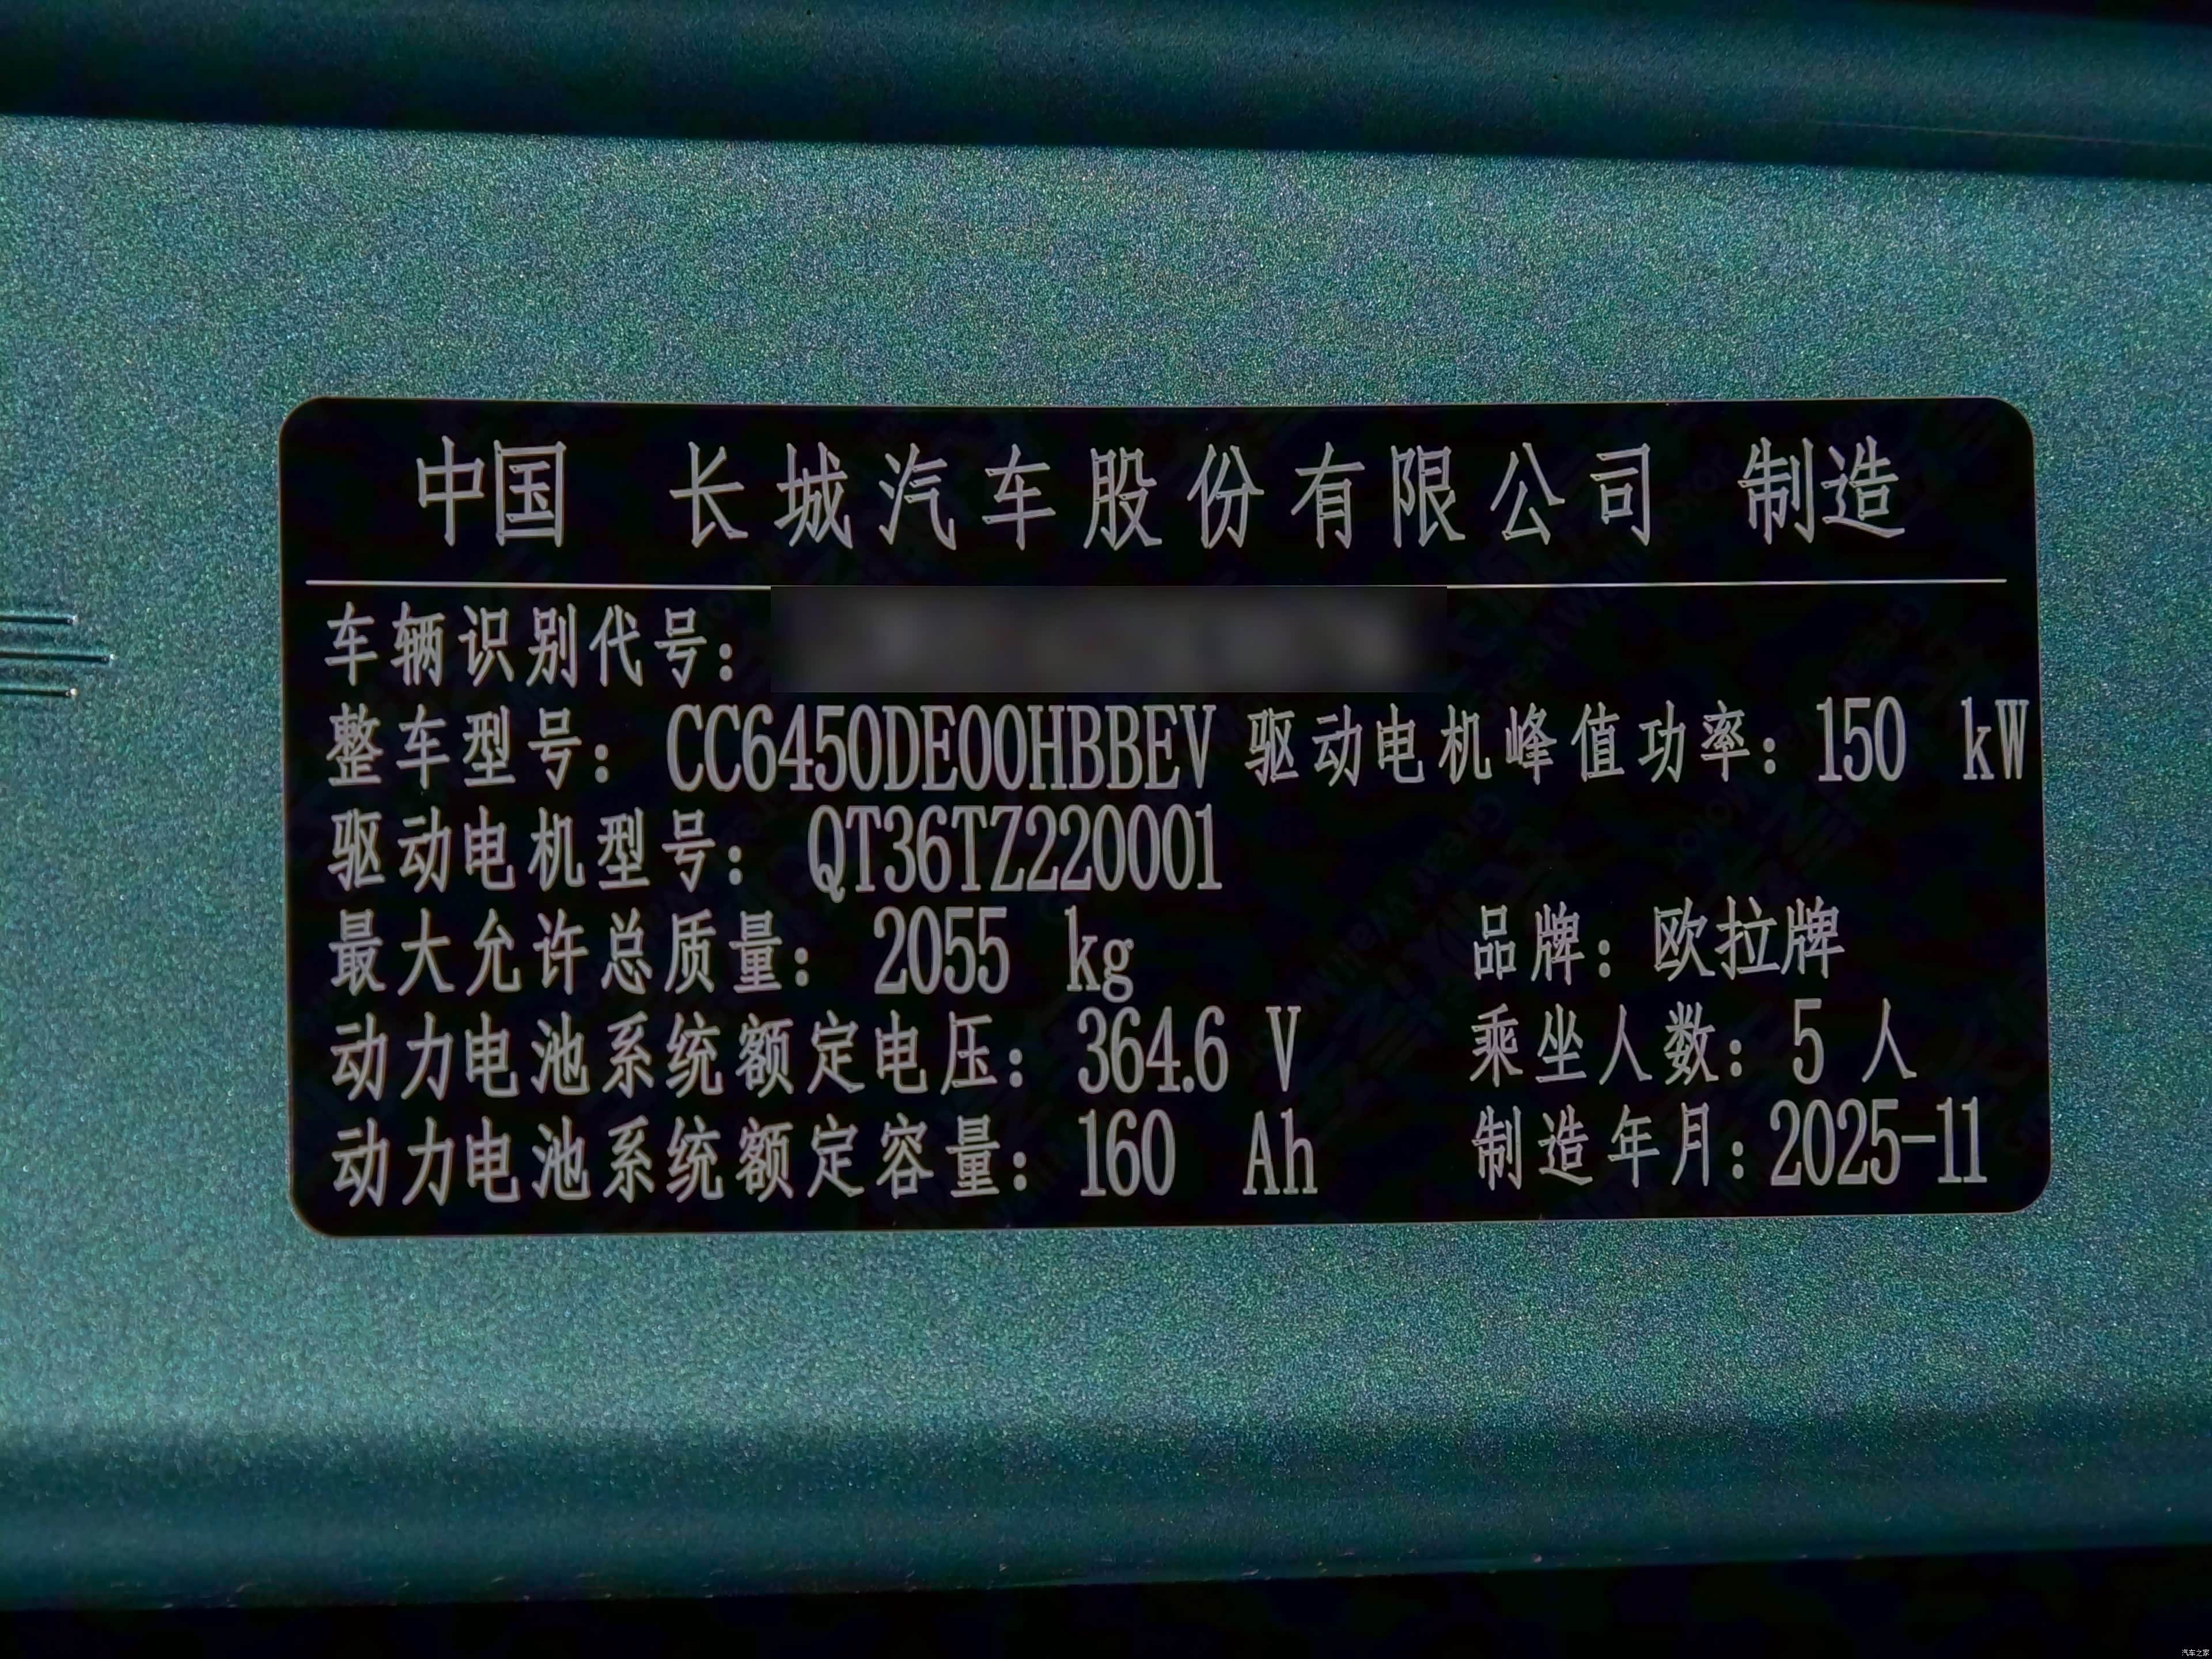 中国 长城汽车股份有限公司 制造
车辆识别代号：
整车型号： CC6450DE00HBBEV 驱动电机峰值功率：150 kW
驱动电机型号： QT36TZ220001
最大允许总质量： 2055 kg 品牌：欧拉牌
动力电池系统额定电压： 364.6 V 乘坐人数： 5 人
动力电池系统额定容量： 160 Ah 制造年月：2025-11
汽车之家